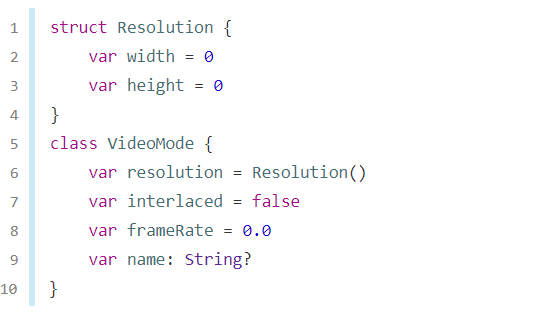 1 struct Resolution {
2     var width = 0
3     var height = 0
4 }
5 class VideoMode {
6     var resolution = Resolution()
7     var interlaced = false
8     var frameRate = 0.0
9     var name: String?
10 }